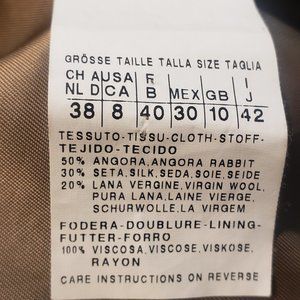 GRÖSSE TAILLE TALLA SIZE TAGLIA
CH A USA F I
NL D CA B MEX GB J
38 8 40 30 10 42
TESSUTO-TISSU-CLOTH-STOFF-
TEJIDO-TECIDO
50% ANGORA,ANGORA RABBIT
30% SETA,SILK,SEDA,SOIE,SEIDE
20% LANA VERGINE,VIRGIN WOOL,
PURA LANA,LAINE VIERGE,
SCHURWOLLE,LA VIRGEM
FODERA-DOUBLURE-LINING-
FUTTER-FORRO
100% VISCOSA,VISCOSE,VISKOSE,
RAYON
CARE INSTRUCTIONS ON REVERSE